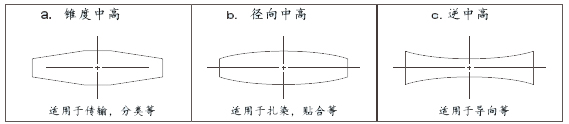 a. 锥度中高
b. 径向中高
c. 逆中高
适用于传输，分类等
适用于扎染，贴合等
适用于导向等